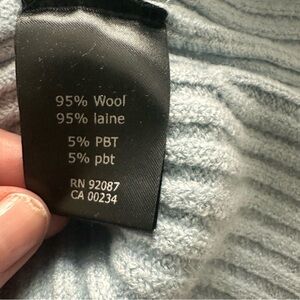 95% Wool
95% laine
5% PBT
5% pbt
RN 92087
CA 00234